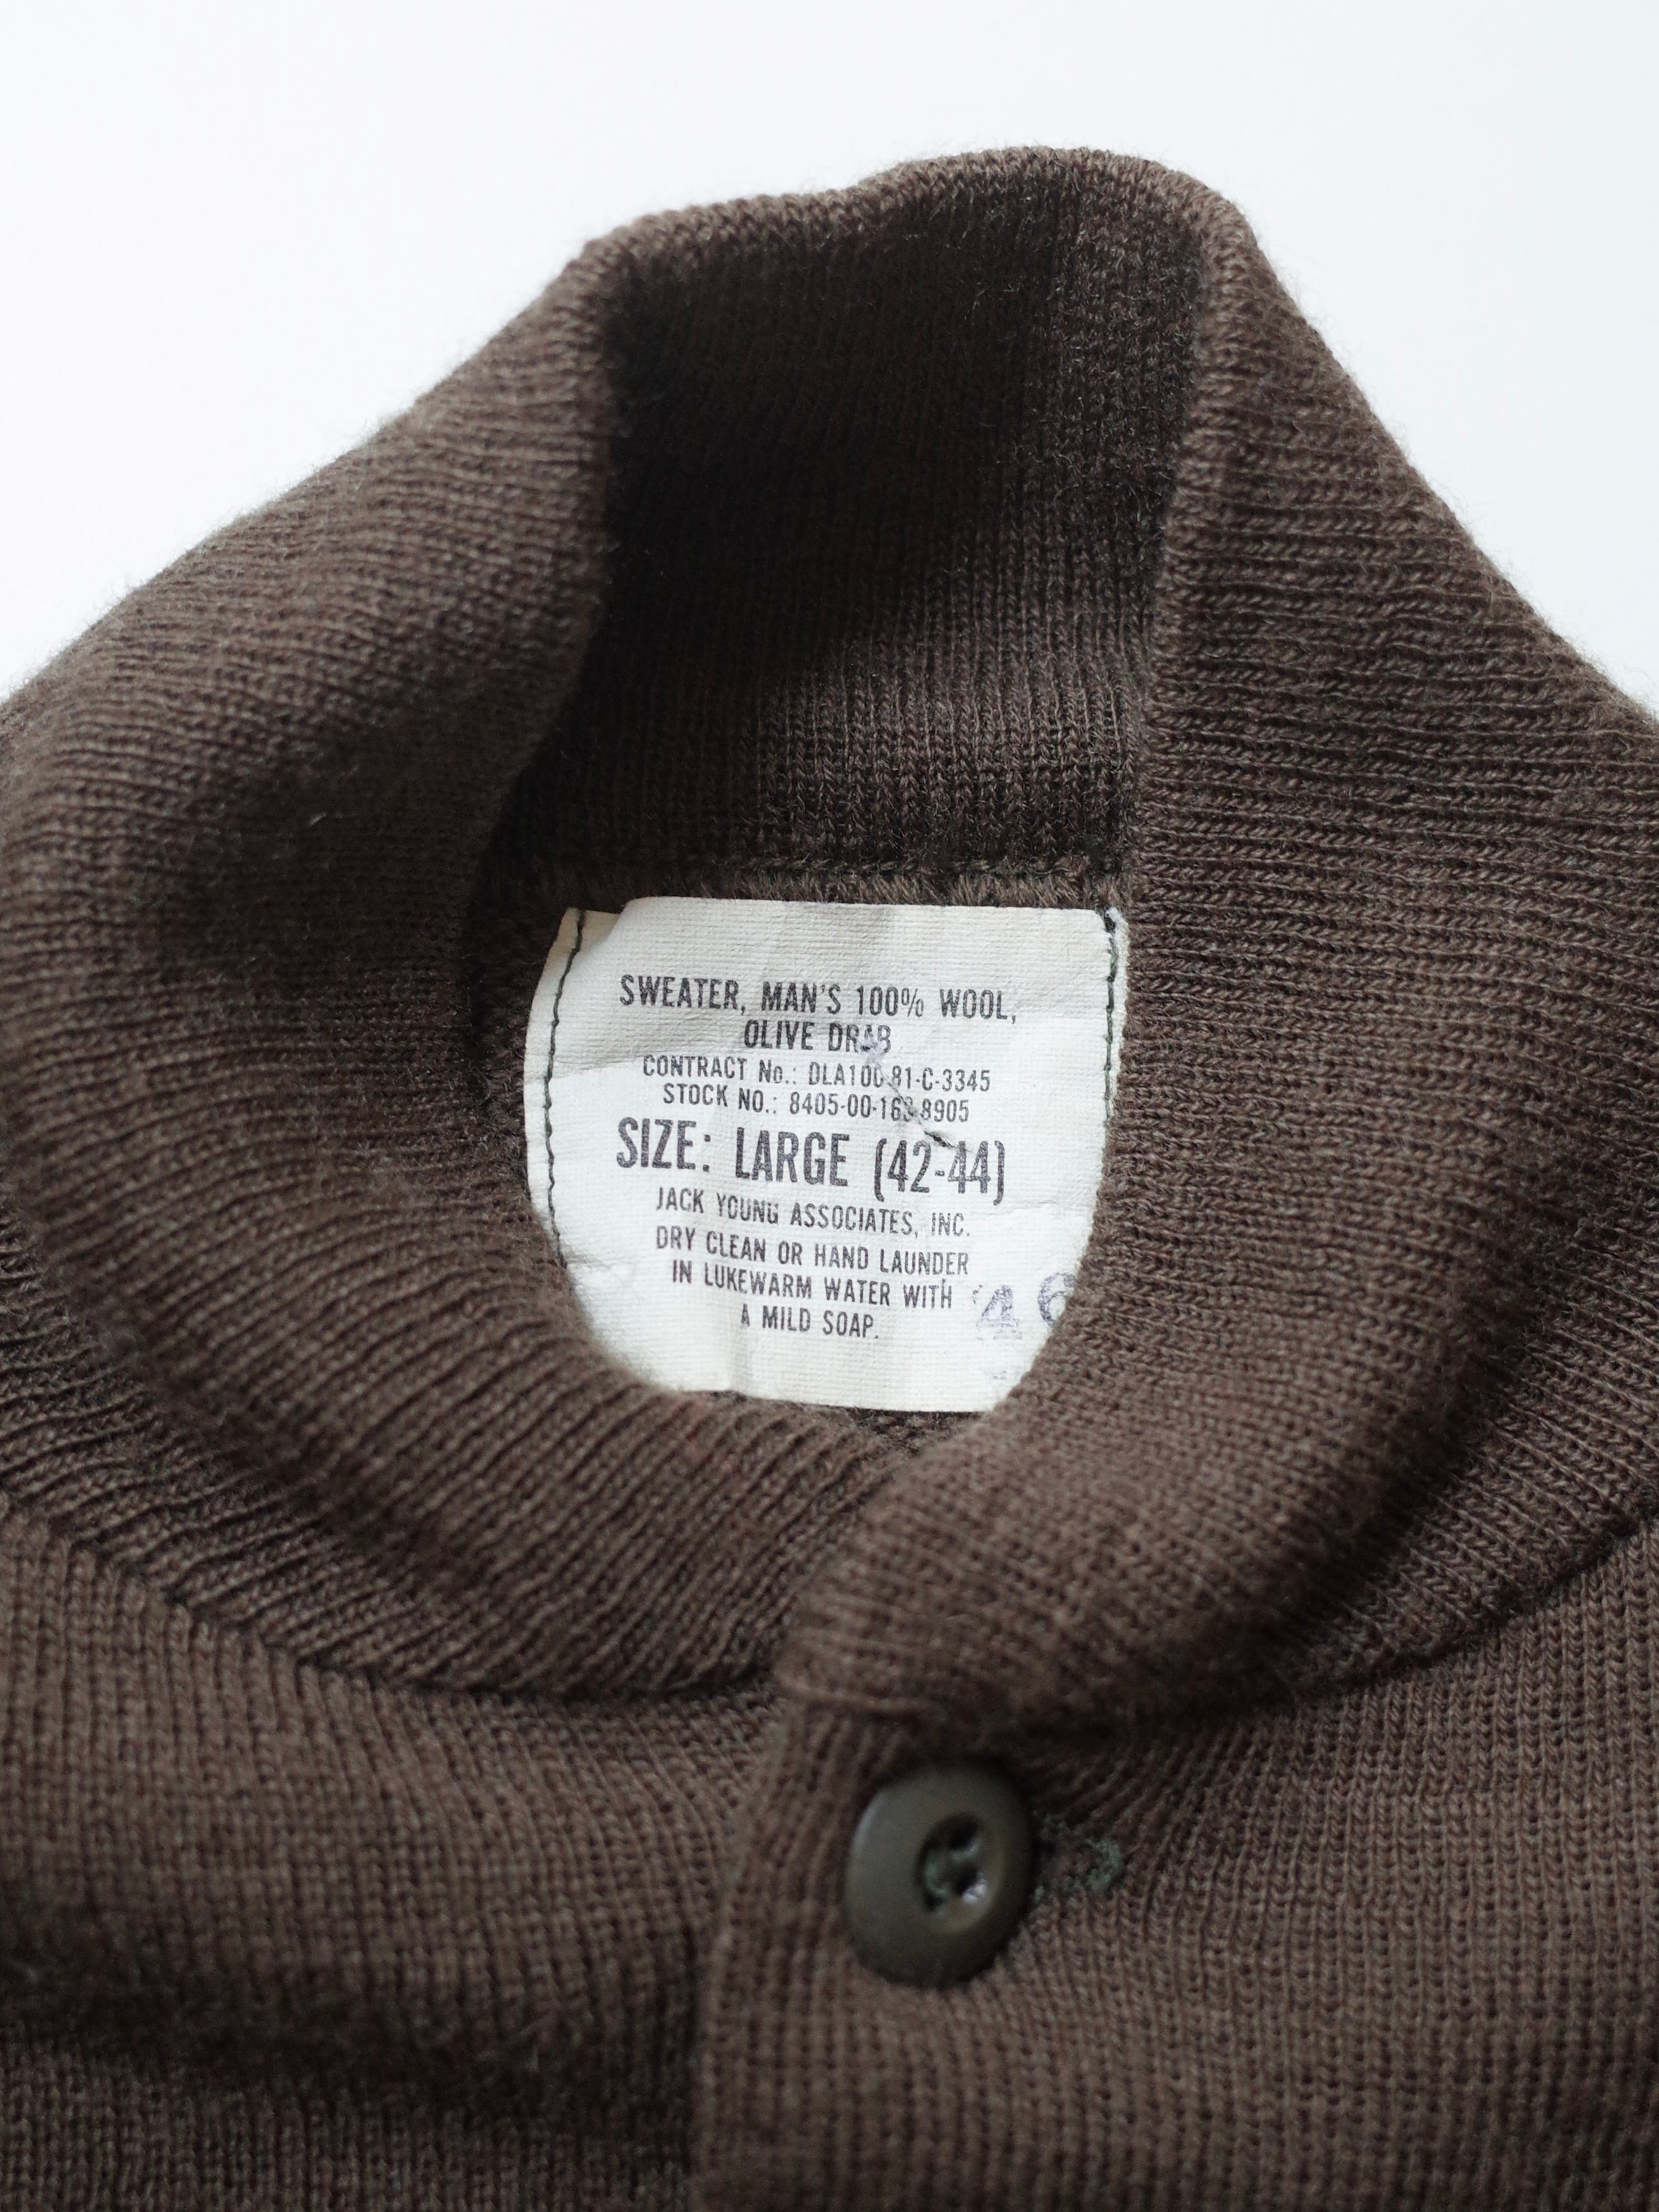 SWEATER, MAN'S 100% WOOL,
OLIVE DRAB
CONTRACT No.: DLA100-81-C-3345
STOCK NO.: 8405-00-163-8905
SIZE: LARGE (42-44)
JACK YOUNG ASSOCIATES, INC.
DRY CLEAN OR HAND LAUNDER
IN LUKEWARM WATER WITH
A MILD SOAP.
46